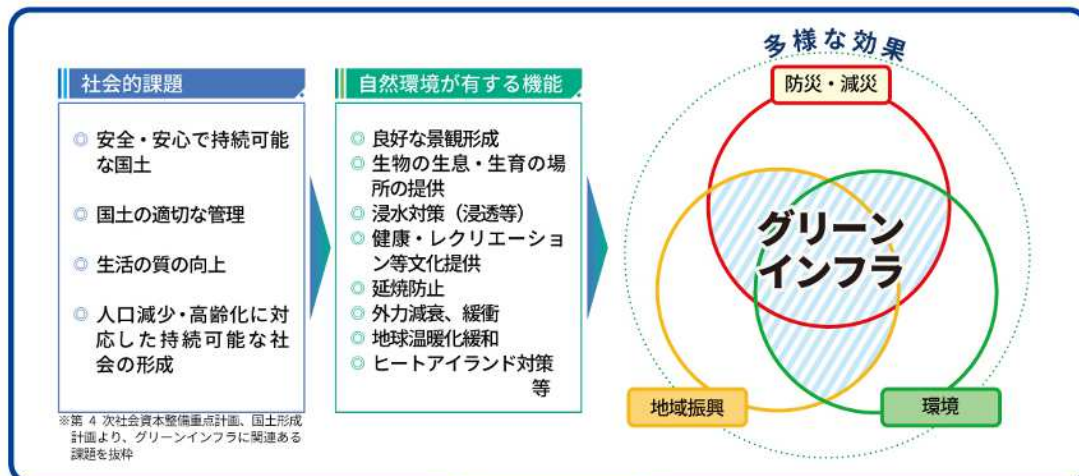 社会的課題
◎ 安全・安心で持続可能
な国土
◎ 国土の適切な管理
◎ 生活の質の向上
◎ 人口減少・高齢化に対
応した持続可能な社
会の形成
※第 4 次社会資本整備重点計画、国土形成
計画より、グリーンインフラに関連ある
課題を抜粋
自然環境が有する機能
◎ 良好な景観形成
◎ 生物の生息・生育の場
所の提供
◎ 浸水対策（浸透等）
◎ 健康・レクリエーショ
ン等文化提供
◎ 延焼防止
◎ 外力減衰、緩衝
◎ 地球温暖化緩和
◎ ヒートアイランド対策
等
多様な効果
防災・減災
グリーン
インフラ
地域振興
環境